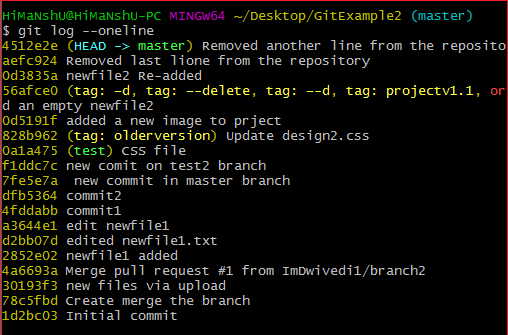 HiMaNshU@HiMaNshU-PC MINGW64 ~/Desktop/GitExample2 (master)
$ git log --oneline
4512e2e (HEAD -> master) Removed another line from the reposito
aefc924 Removed last lione from the repository
0d3835a newfile2 Re-added
56afce0 (tag: -d, tag: --delete, tag: --d, tag: projectv1.1, or
d an empty newfile2
0d5191f added a new image to prject
828b962 (tag: olderversion) Update design2.css
0a1a475 (test) CSS file
f1ddc7c new comit on test2 branch
7fe5e7a  new commit in master branch
dfb5364 commit2
4fddabb commit1
a3644e1 edit newfile1
d2bb07d edited newfile1.txt
2852e02 newfile1 added
4a6693a Merge pull request #1 from ImDwivedi1/branch2
30193f3 new files via upload
78c5fbd Create merge the branch
1d2bc03 Initial commit